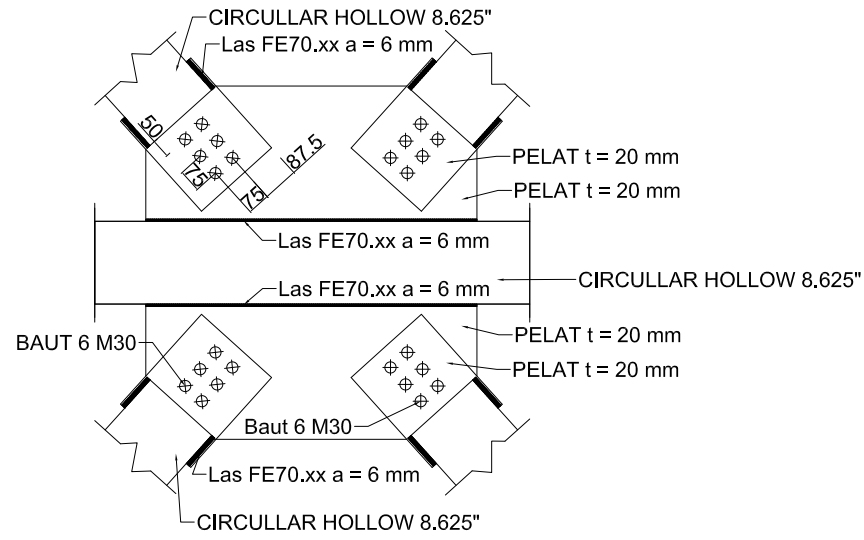 CIRCULLAR HOLLOW 8.625"
Las FE70.xx a = 6 mm
50
87.5
75
75
PELAT t = 20 mm
PELAT t = 20 mm
Las FE70.xx a = 6 mm
CIRCULLAR HOLLOW 8.625"
Las FE70.xx a = 6 mm
BAUT 6 M30
PELAT t = 20 mm
PELAT t = 20 mm
Baut 6 M30
Las FE70.xx a = 6 mm
CIRCULLAR HOLLOW 8.625"